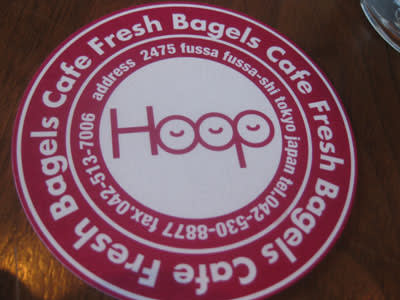 Fresh Bagels Cafe Fresh Bagels Cafe Fresh Bagels Cafe
address 2475 fussa fussa-shi tokyo japan tel.042-530-8877 fax.042-513-7006
Hoop